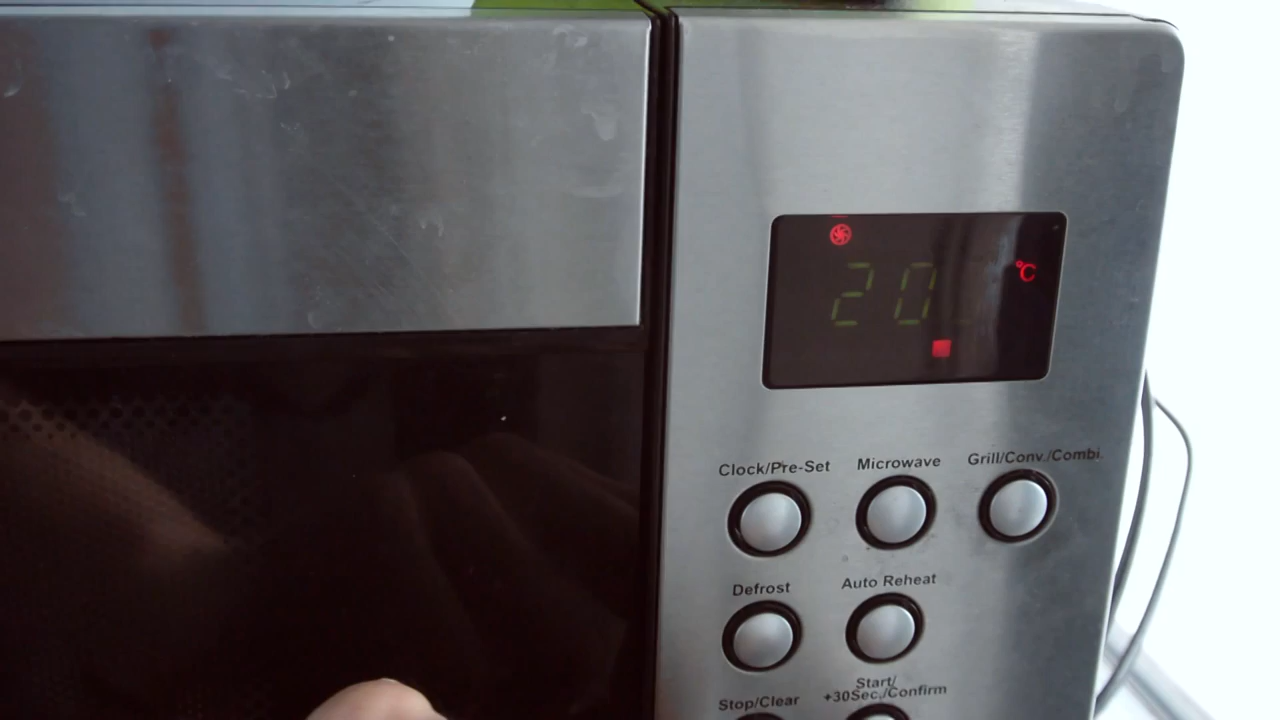 20
°C
Clock/Pre-Set Microwave Grill/Conv./Combi.
Defrost Auto Reheat
Stop/Clear Start/
+30Sec./Confirm